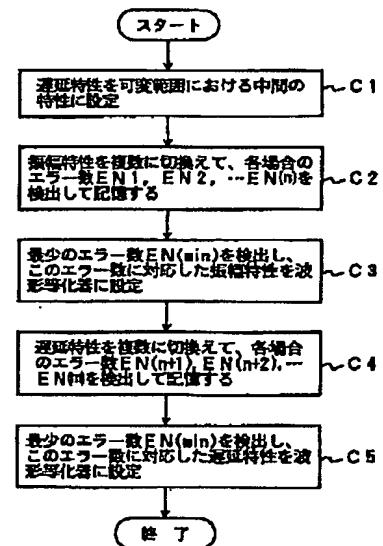 スタート
遅延特性を可変範囲における中間の
特性に設定
C1
振幅特性を複数に切換えて、各場合の
エラー数EN1，EN2，…EN(n)を
検出して記憶する
C2
最少のエラー数EN(min)を検出し、
このエラー数に対応した振幅特性を波
形等化器に設定
C3
遅延特性を複数に切換えて、各場合
のエラー数EN(n+1),EN(n+2),…
EN(m)を検出して記憶する
C4
最少のエラー数EN(min)を検出し、
このエラー数に対応した遅延特性を波
形等化器に設定
C5
終了